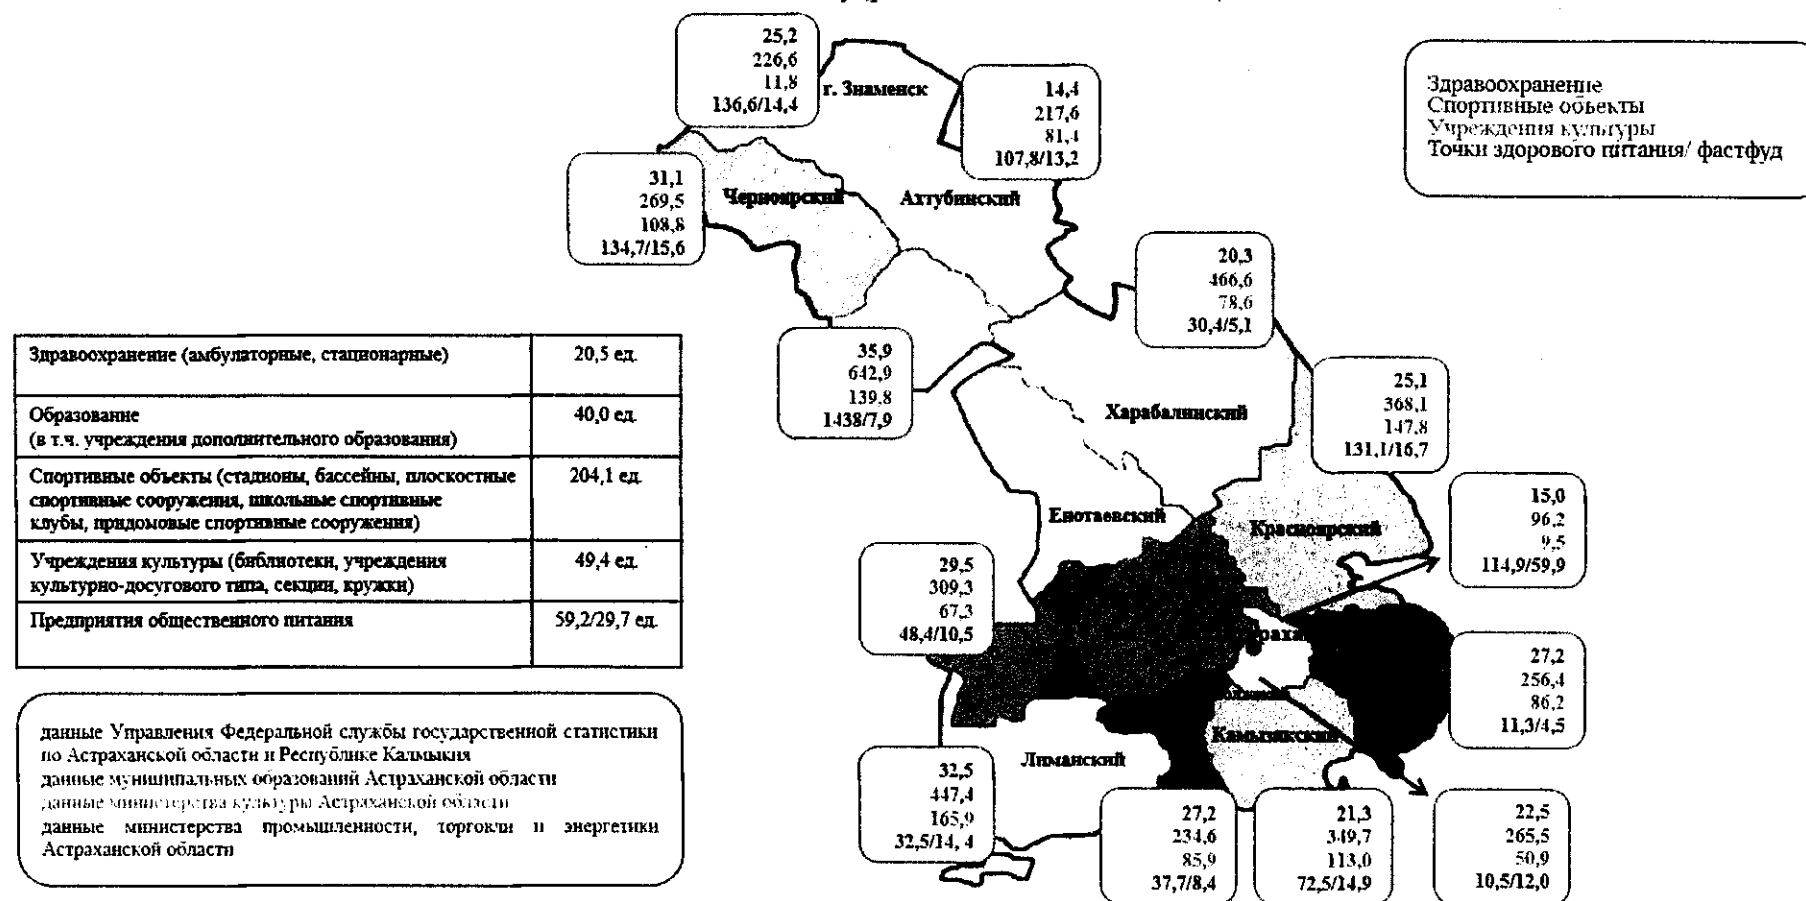 25,2
226,6
11,8
136,6/14,4
г. Знаменск
14,4
217,6
81,4
107,8/13,2
Здравоохранение
Спортивные объекты
Учреждения культуры
Точки здорового питания/ фастфуд
31,1
269,5
108,8
134,7/15,6
Черноярский
Ахтубинский
20,3
466,6
78,6
30,4/5,1
35,9
642,9
139,8
1438/7,9
Харабалинский
25,1
368,1
147,8
131,1/16,7
Здравоохранение (амбулаторные, стационарные)
20,5 ед.
Образование
(в т.ч. учреждения дополнительного образования)
40,0 ед.
Спортивные объекты (стадионы, бассейны, плоскостные
спортивные сооружения, школьные спортивные
клубы, придомовые спортивные сооружения)
204,1 ед.
Учреждения культуры (библиотеки, учреждения
культурно-досугового типа, секции, кружки)
49,4 ед.
Предприятия общественного питания
59,2/29,7 ед.
Енотаевский
Красноярский
15,0
96,2
9,5
114,9/59,9
29,5
309,3
67,3
48,4/10,5
27,2
256,4
86,2
11,3/4,5
Камызякский
Лиманский
данные Управления Федеральной службы государственной статистики
по Астраханской области и Республике Калмыкия
данные муниципальных образований Астраханской области
данные министерства культуры Астраханской области
данные министерства промышленности, торговли и энергетики
Астраханской области
32,5
447,4
165,9
32,5/14, 4
27,2
234,6
85,9
37,7/8,4
21,3
349,7
113,0
72,5/14,9
22,5
265,5
50,9
10,5/12,0